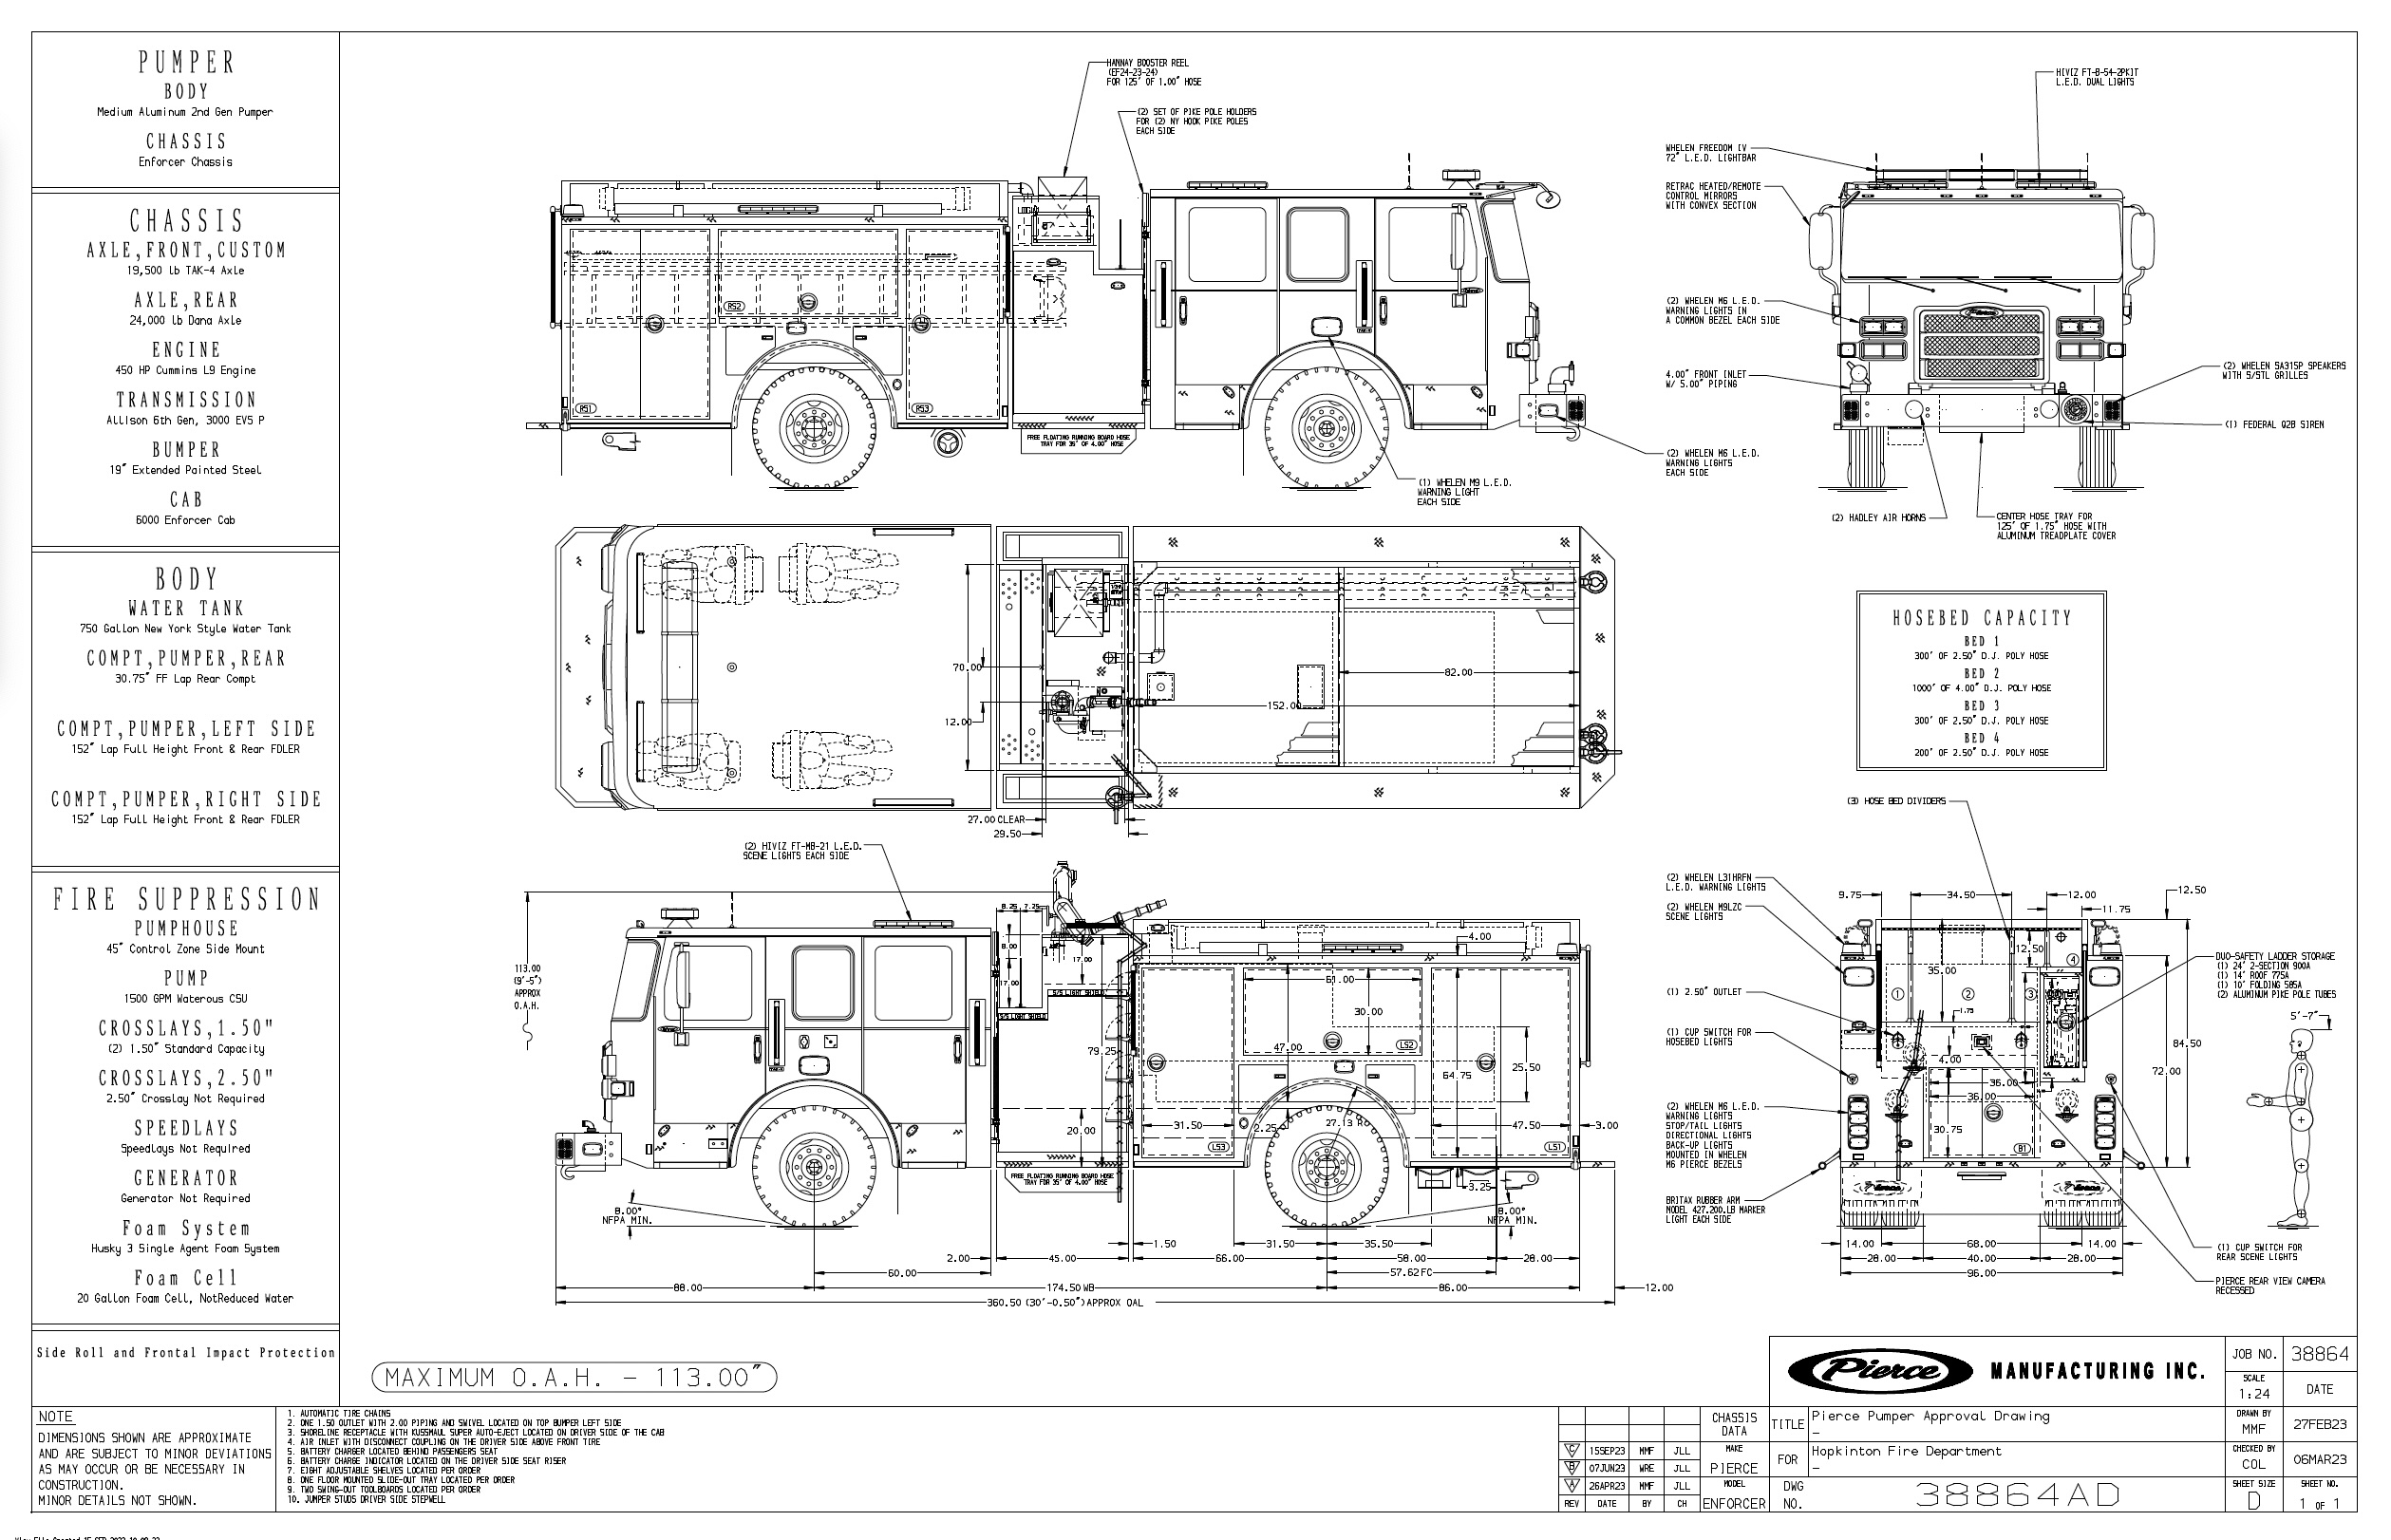 PUMPER
BODY
Medium Aluminum 2nd Gen Pumper
CHASSIS
Enforcer Chassis
CHASSIS
AXLE,FRONT,CUSTOM
19,500 lb TAK-4 Axle
AXLE,REAR
24,000 lb Dana Axle
ENGINE
450 HP Cummins L9 Engine
TRANSMISSION
Allison 6th Gen, 3000 EVS P
BUMPER
19" Extended Painted Steel
CAB
6000 Enforcer Cab
BODY
WATER TANK
750 Gallon New York Style Water Tank
COMPT,PUMPER,REAR
30.75" FF Lap Rear Compt
COMPT,PUMPER,LEFT SIDE
152" Lap Full Height Front & Rear FDLER
COMPT,PUMPER,RIGHT SIDE
152" Lap Full Height Front & Rear FDLER
FIRE SUPPRESSION
PUMPHOUSE
45" Control Zone Side Mount
PUMP
1500 GPM Waterous CSU
CROSSLAYS,1.50"
(2) 1.50" Standard Capacity
CROSSLAYS,2.50"
2.50" Crosslay Not Required
SPEEDLAYS
Speedlays Not Required
GENERATOR
Generator Not Required
Foam System
Husky 3 Single Agent Foam System
Foam Cell
20 Gallon Foam Cell, NotReduced Water
Side Roll and Frontal Impact Protection
HANNAY BOOSTER REEL
(EF24-23-24)
FOR 125' OF 1.00" HOSE
(2) SET OF PIKE POLE HOLDERS
FOR (2) NY HOOK PIKE POLES
EACH SIDE
RS2
RS1
RS3
FREE FLOATING RUNNING BOARD HOSE
TRAY FOR 35' OF 4.00" HOSE
(1) WHELEN M9 L.E.D.
WARNING LIGHT
EACH SIDE
(2) WHELEN M6 L.E.D.
WARNING LIGHTS
EACH SIDE
HIVIZ FT-B-54-2PKIT
L.E.D. DUAL LIGHTS
WHELEN FREEDOM IV
72" L.E.D. LIGHTBAR
RETRAC HEATED/REMOTE
CONTROL MIRRORS
WITH CONVEX SECTION
(2) WHELEN M6 L.E.D.
WARNING LIGHTS IN
A COMMON BEZEL EACH SIDE
4.00" FRONT INLET
W/ 5.00" PIPING
(2) WHELEN SA315P SPEAKERS
WITH S/STL GRILLES
(1) FEDERAL Q2B SIREN
(2) HADLEY AIR HORNS
CENTER HOSE TRAY FOR
125' OF 1.75" HOSE WITH
ALUMINUM TREADPLATE COVER
70.00
12.00
82.00
152.00
27.00 CLEAR
29.50
HOSEBED CAPACITY
BED 1
300' OF 2.50" D.J. POLY HOSE
BED 2
1000' OF 4.00" D.J. POLY HOSE
BED 3
300' OF 2.50" D.J. POLY HOSE
BED 4
200' OF 2.50" D.J. POLY HOSE
(2) HIVIZ FT-MB-21 L.E.D.
SCENE LIGHTS EACH SIDE
113.00
(9'-5")
APPROX
O.A.H.
8.25
7.25
8.00
17.00
17.00
S/S LIGHT SHIELD
S/S LIGHT SHIELD
79.25
20.00
4.00
61.00
30.00
LS2
47.00
64.75
25.50
31.50
2.25
27.13 R
47.50
3.00
LS3
LS1
3.25
FREE FLOATING RUNNING BOARD HOSE
TRAY FOR 35' OF 4.00" HOSE
8.00°
NFPA MIN.
8.00°
NFPA MIN.
2.00
45.00
1.50
66.00
31.50
35.50
58.00
28.00
60.00
57.62 FC
88.00
174.50 WB
86.00
12.00
360.50 (30'-0.50") APPROX OAL
(3) HOSE BED DIVIDERS
(2) WHELEN L31HRFN
L.E.D. WARNING LIGHTS
(2) WHELEN M9LZC
SCENE LIGHTS
(1) 2.50" OUTLET
(1) CUP SWITCH FOR
HOSEBED LIGHTS
(2) WHELEN M6 L.E.D.
WARNING LIGHTS
STOP/TAIL LIGHTS
DIRECTIONAL LIGHTS
BACK-UP LIGHTS
MOUNTED IN WHELEN
M6 PIERCE BEZELS
BRITAX RUBBER ARM
MODEL 427.200.LB MARKER
LIGHT EACH SIDE
9.75
34.50
12.00
12.50
11.75
12.50
35.00
1
2
3
4
1.75
4.00
36.00
36.00
30.75
B1
72.00
84.50
DUO-SAFETY LADDER STORAGE
(1) 24' 2-SECTION 900A
(1) 14' ROOF 775A
(1) 10' FOLDING 585A
(2) ALUMINUM PIKE POLE TUBES
5'-7"
14.00
68.00
14.00
28.00
40.00
28.00
96.00
(1) CUP SWITCH FOR
REAR SCENE LIGHTS
PIERCE REAR VIEW CAMERA
RECESSED
MAXIMUM O.A.H. - 113.00"
NOTE
DIMENSIONS SHOWN ARE APPROXIMATE
AND ARE SUBJECT TO MINOR DEVIATIONS
AS MAY OCCUR OR BE NECESSARY IN
CONSTRUCTION.
MINOR DETAILS NOT SHOWN.
1. AUTOMATIC TIRE CHAINS
2. ONE 1.50 OUTLET WITH 2.00 PIPING AND SWIVEL LOCATED ON TOP BUMPER LEFT SIDE
3. SHORELINE RECEPTACLE WITH KUSSMAUL SUPER AUTO-EJECT LOCATED ON DRIVER SIDE OF THE CAB
4. AIR INLET WITH DISCONNECT COUPLING ON THE DRIVER SIDE ABOVE FRONT TIRE
5. BATTERY CHARGER LOCATED BEHIND PASSENGERS SEAT
6. BATTERY CHARGE INDICATOR LOCATED ON THE DRIVER SIDE SEAT RISER
7. EIGHT ADJUSTABLE SHELVES LOCATED PER ORDER
8. ONE FLOOR MOUNTED SLIDE-OUT TRAY LOCATED PER ORDER
9. TWO SWING-OUT TOOLBOARDS LOCATED PER ORDER
10. JUMPER STUDS DRIVER SIDE STEPWELL
C 15SEP23 MMF JLL
B 07JUN23 WRE JLL
A 26APR23 MMF JLL
REV DATE BY CH
CHASSIS
DATA
MAKE
PIERCE
MODEL
ENFORCER
Pierce MANUFACTURING INC.
TITLE Pierce Pumper Approval Drawing
-
FOR Hopkinton Fire Department
-
DWG
NO. 38864AD
JOB NO. 38864
SCALE
1:24
DATE
DRAWN BY
MMF
27FEB23
CHECKED BY
COL
06MAR23
SHEET SIZE
D
SHEET NO.
1 OF 1